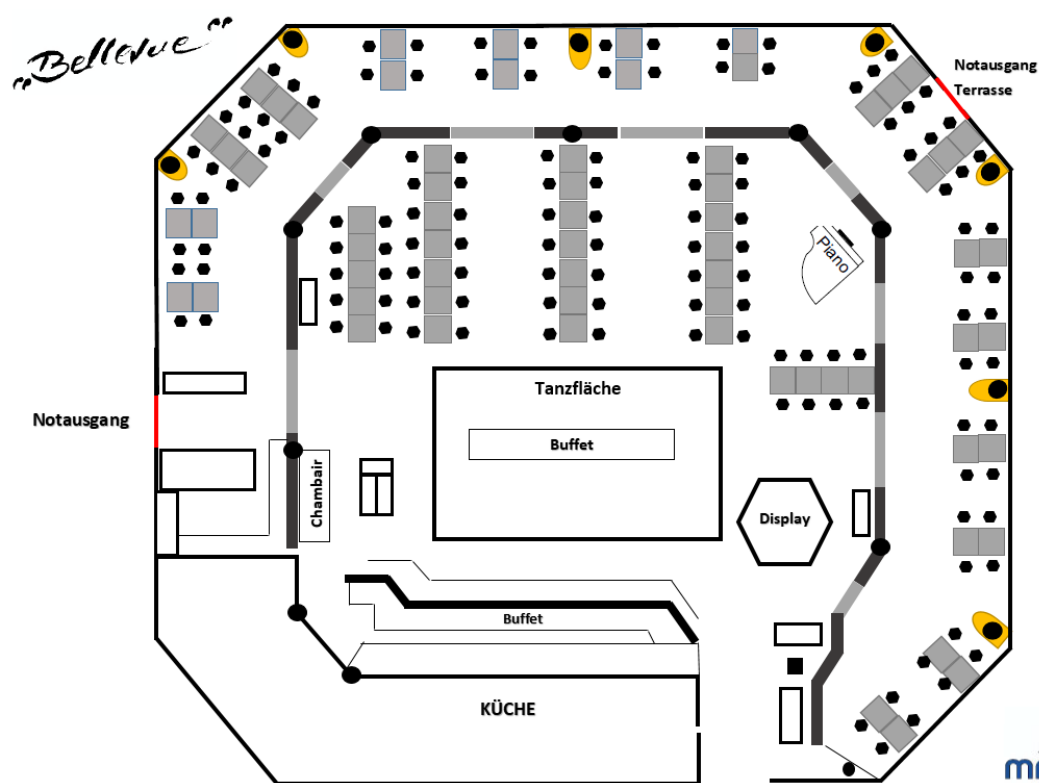 „Bellevue“
Notausgang
Terrasse
Piano
Tanzfläche
Buffet
Notausgang
Chambair
Display
Buffet
KÜCHE